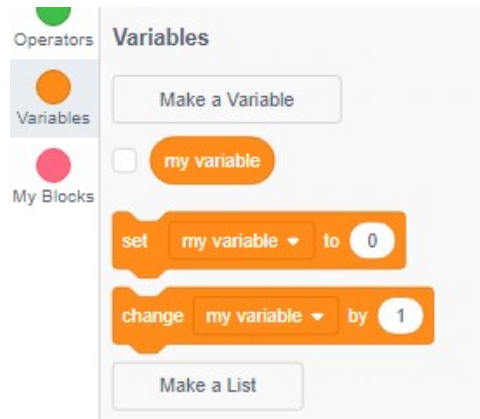 Operators
Variables
My Blocks
Variables
Make a Variable
my variable
set my variable to 0
change my variable by 1
Make a List